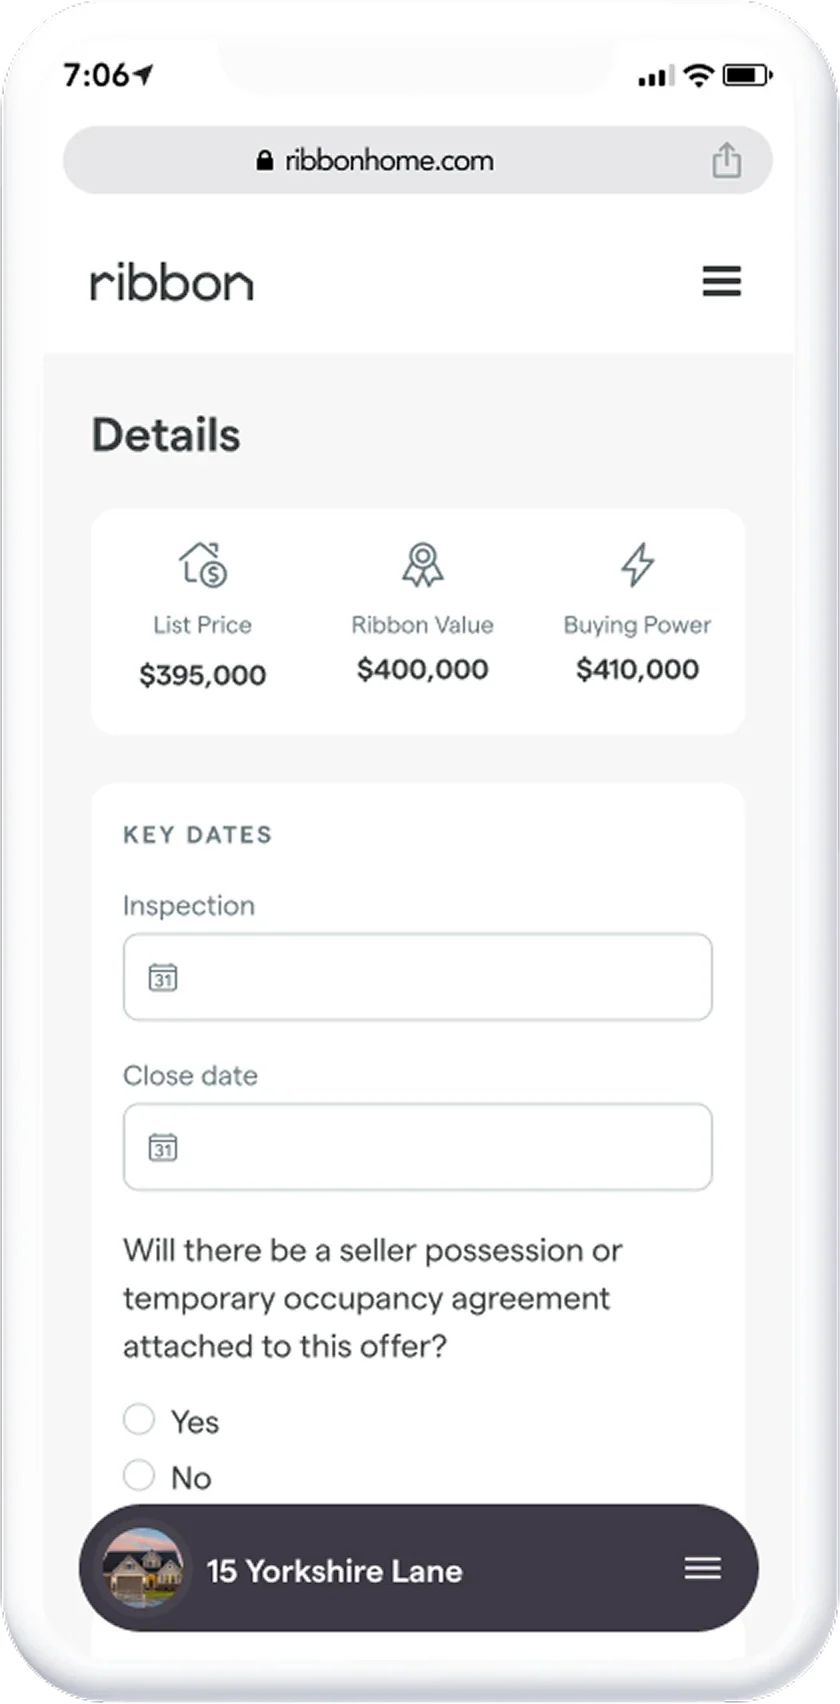 7:06
ribbonhome.com
ribbon
Details
List Price
Ribbon Value
Buying Power
$395,000
$400,000
$410,000
KEY DATES
Inspection
31
Close date
31
Will there be a seller possession or
temporary occupancy agreement
attached to this offer?
Yes
No
15 Yorkshire Lane